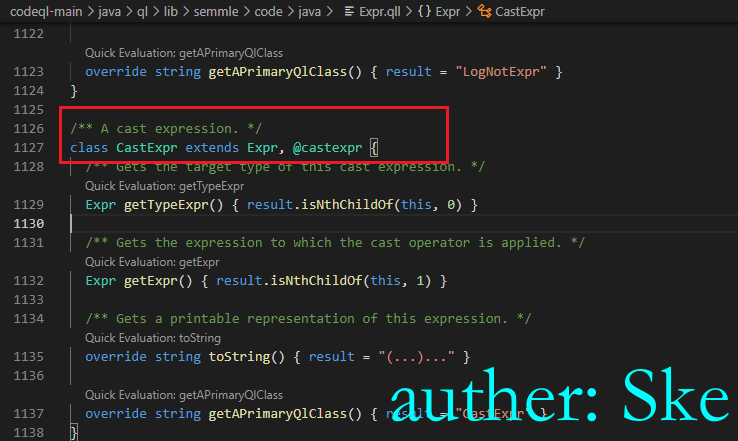 codeql-main > java > ql > lib > semmle > code > java > Expr.qll > {} Expr > CastExpr
1122
Quick Evaluation: getAPrimaryQlClass
1123 override string getAPrimaryQlClass() { result = "LogNotExpr" }
1124 }
1125
1126 /** A cast expression. */
1127 class CastExpr extends Expr, @castexpr {
1128 /** Gets the target type of this cast expression. */
Quick Evaluation: getTypeExpr
1129 Expr getTypeExpr() { result.isNthChildOf(this, 0) }
1130
1131 /** Gets the expression to which the cast operator is applied. */
Quick Evaluation: getExpr
1132 Expr getExpr() { result.isNthChildOf(this, 1) }
1133
1134 /** Gets a printable representation of this expression. */
Quick Evaluation: toString
1135 override string toString() { result = "(...)..." }
1136
Quick Evaluation: getAPrimaryQlClass
1137 override string getAPrimaryQlClass() { result = "CastExpr" }
1138 }
auther: Ske